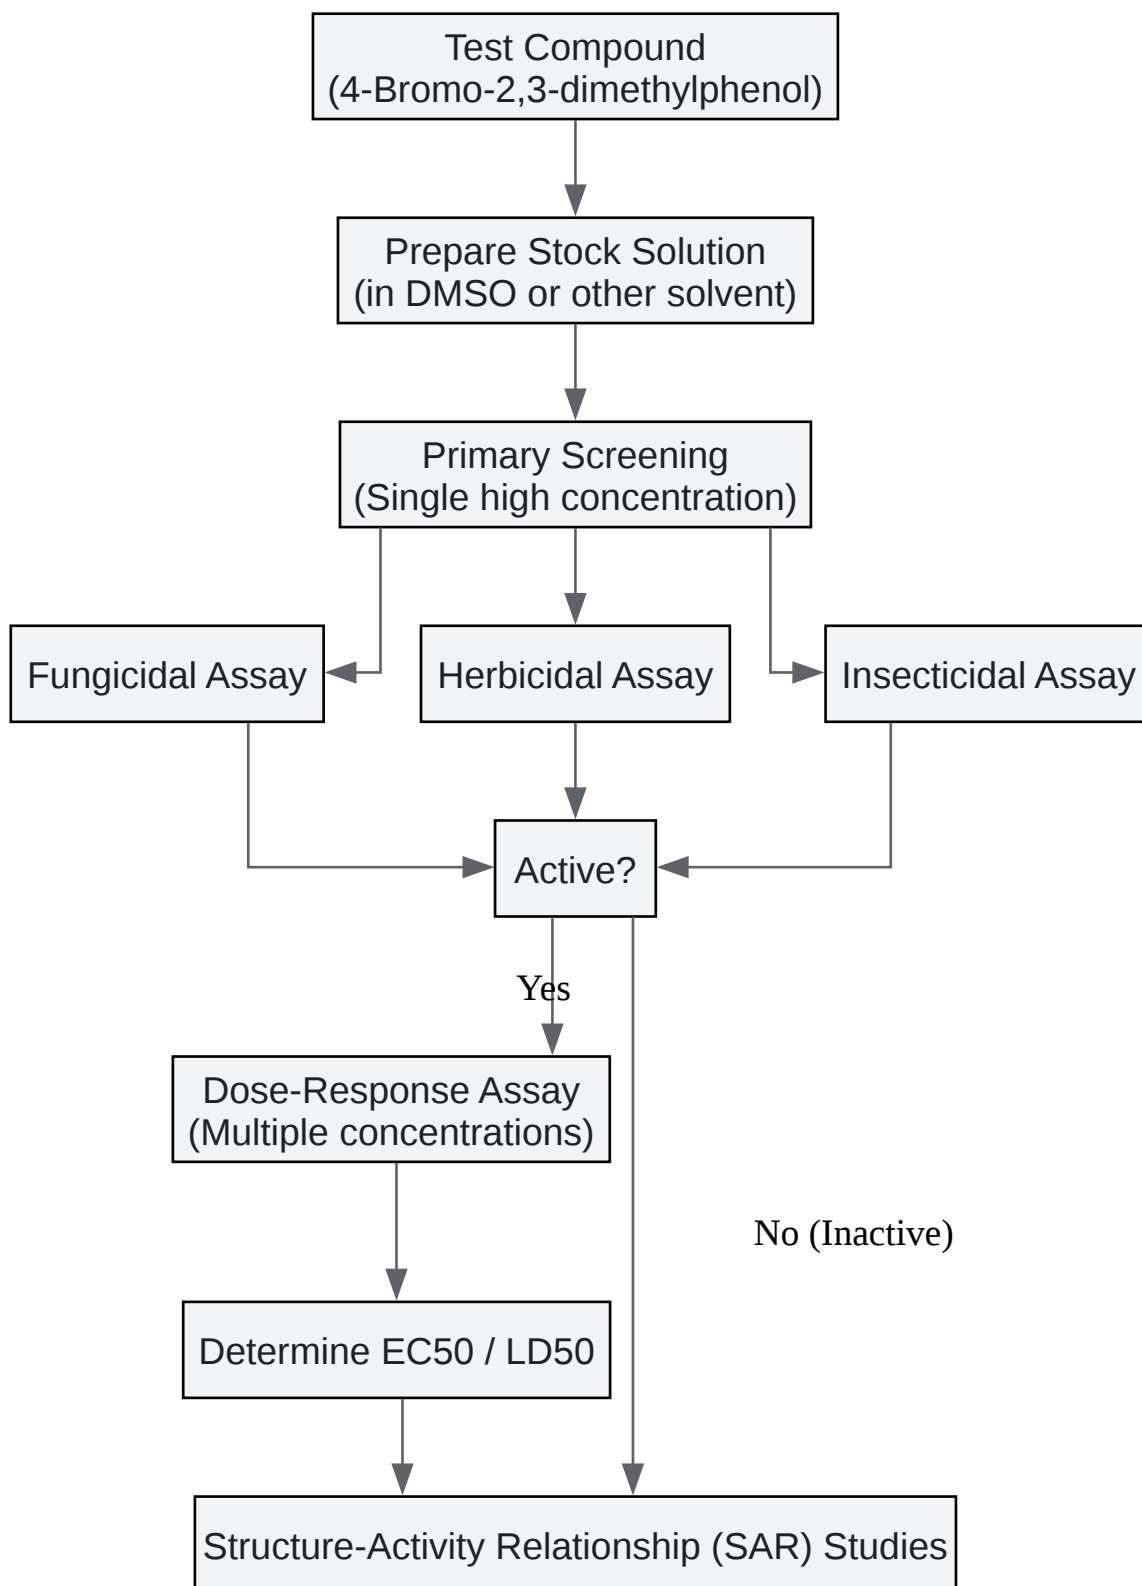 Test Compound
(4-Bromo-2,3-dimethylphenol)
Prepare Stock Solution
(in DMSO or other solvent)
Primary Screening
(Single high concentration)
Fungicidal Assay
Herbicidal Assay
Insecticidal Assay
Active?
Yes
Dose-Response Assay
(Multiple concentrations)
No (Inactive)
Determine EC50 / LD50
Structure-Activity Relationship (SAR) Studies